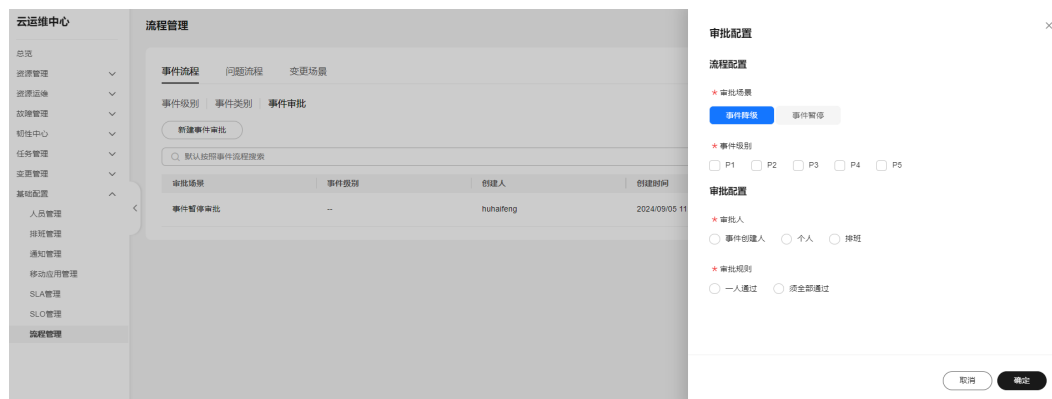 云运维中心
总览
资源管理
资源运维
故障管理
韧性中心
任务管理
变更管理
基础配置
人员管理
排班管理
通知管理
移动应用管理
SLA管理
SLO管理
流程管理
流程管理
事件流程 问题流程 变更场景
事件级别 事件类别 事件审批
新建事件审批
默认按照事件流程搜索
审批场景 事件级别 创建人 创建时间
事件暂停审批 -- huhaifeng 2024/09/05 11
审批配置
流程配置
* 审批场景
事件降级 事件暂停
* 事件级别
P1 P2 P3 P4 P5
审批配置
* 审批人
事件创建人 个人 排班
* 审批规则
一人通过 须全部通过
取消 确定